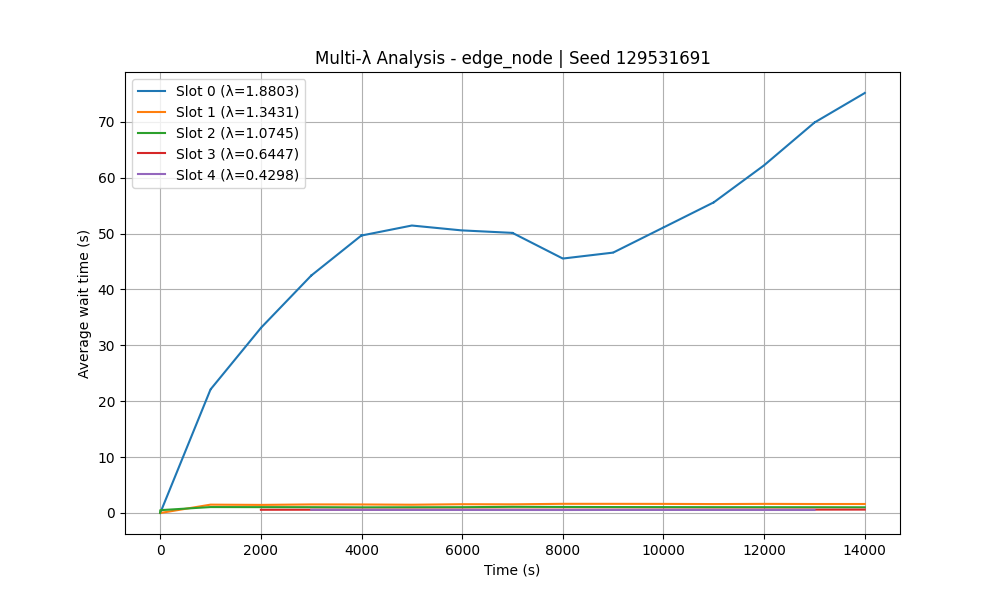 Multi-λ Analysis - edge_node | Seed 129531691
Slot 0 (λ=1.8803)
Slot 1 (λ=1.3431)
Slot 2 (λ=1.0745)
Slot 3 (λ=0.6447)
Slot 4 (λ=0.4298)
Average wait time (s)
70
60
50
40
30
20
10
0
0 2000 4000 6000 8000 10000 12000 14000
Time (s)